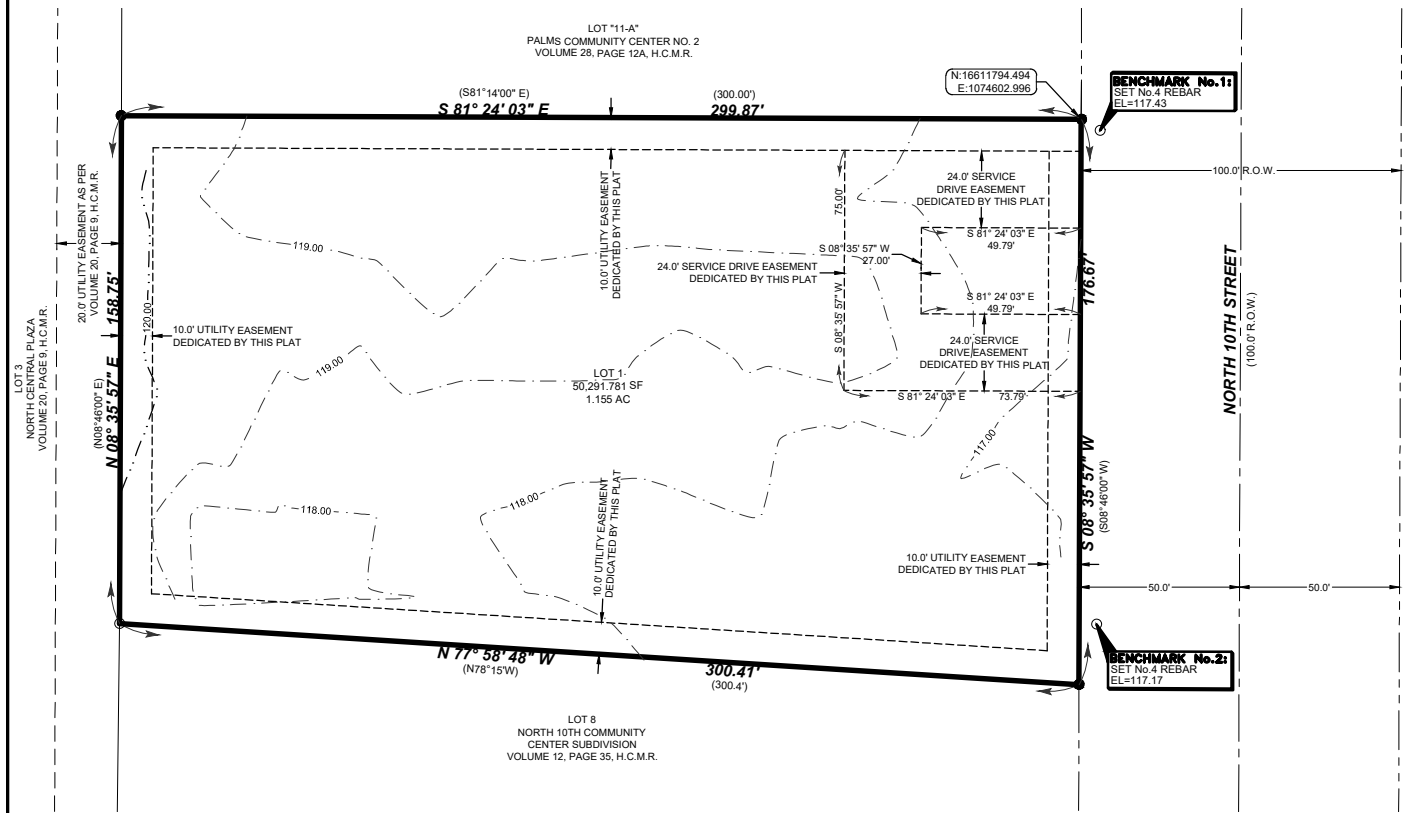 LOT "11-A"
PALMS COMMUNITY CENTER NO. 2
VOLUME 28, PAGE 12A, H.C.M.R.
(S81°14'00" E)
S 81° 24' 03" E
(300.00')
299.87'
N:16611794.494
E:1074602.996
BENCHMARK No.1:
SET No.4 REBAR
EL=117.43
100.0' R.O.W.
20.0' UTILITY EASEMENT AS PER
VOLUME 20, PAGE 9, H.C.M.R.
LOT 3
NORTH CENTRAL PLAZA
VOLUME 20, PAGE 9, H.C.M.R.
N 08° 35' 57" E 158.75'
(N08°46'00" E)
120.00
10.0' UTILITY EASEMENT
DEDICATED BY THIS PLAT
119.00
119.00
10.0' UTILITY EASEMENT
DEDICATED BY THIS PLAT
24.0' SERVICE
DRIVE EASEMENT
DEDICATED BY THIS PLAT
75.00'
S 08° 35' 57" W
S 81° 24' 03" E
49.79'
S 08°35' 57" W
27.00'
24.0' SERVICE DRIVE EASEMENT
DEDICATED BY THIS PLAT
S 81° 24' 03" E
49.79'
24.0' SERVICE
DRIVE EASEMENT
DEDICATED BY THIS PLAT
S 81° 24' 03" E 73.79'
176.67'
S 08° 35' 57" W
(S08°46'00" W)
NORTH 10TH STREET
(100.0' R.O.W.)
LOT 1
50,291.781 SF
1.155 AC
117.00
118.00
118.00
10.0' UTILITY EASEMENT
DEDICATED BY THIS PLAT
10.0' UTILITY EASEMENT
DEDICATED BY THIS PLAT
50.0'
50.0'
N 77° 58' 48" W
(N78°15'W)
300.41'
(300.4')
BENCHMARK No.2:
SET No.4 REBAR
EL=117.17
LOT 8
NORTH 10TH COMMUNITY
CENTER SUBDIVISION
VOLUME 12, PAGE 35, H.C.M.R.